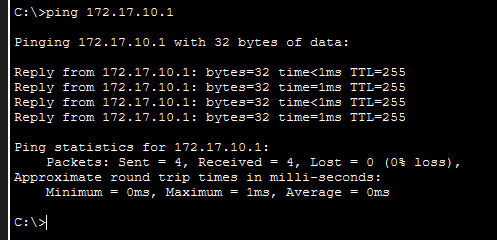 C:\>ping 172.17.10.1
Pinging 172.17.10.1 with 32 bytes of data:
Reply from 172.17.10.1: bytes=32 time<1ms TTL=255
Reply from 172.17.10.1: bytes=32 time=1ms TTL=255
Reply from 172.17.10.1: bytes=32 time<1ms TTL=255
Reply from 172.17.10.1: bytes=32 time=1ms TTL=255
Ping statistics for 172.17.10.1:
    Packets: Sent = 4, Received = 4, Lost = 0 (0% loss),
Approximate round trip times in milli-seconds:
    Minimum = 0ms, Maximum = 1ms, Average = 0ms
C:\>